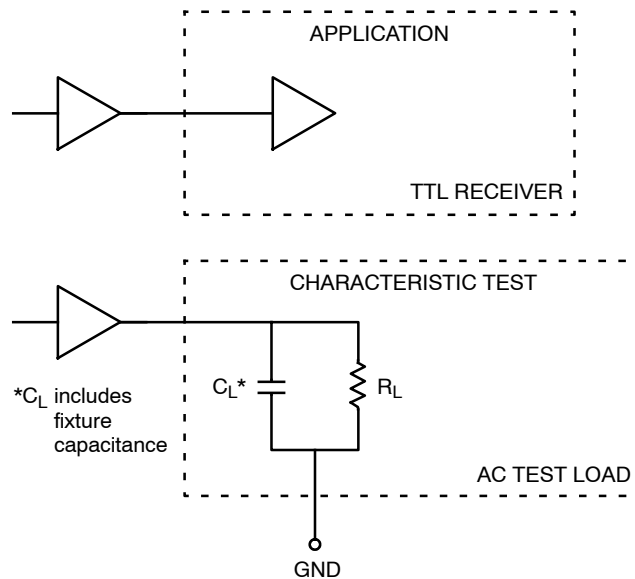 APPLICATION
TTL RECEIVER
CHARACTERISTIC TEST
*CL includes
fixture
capacitance
CL*
RL
AC TEST LOAD
GND